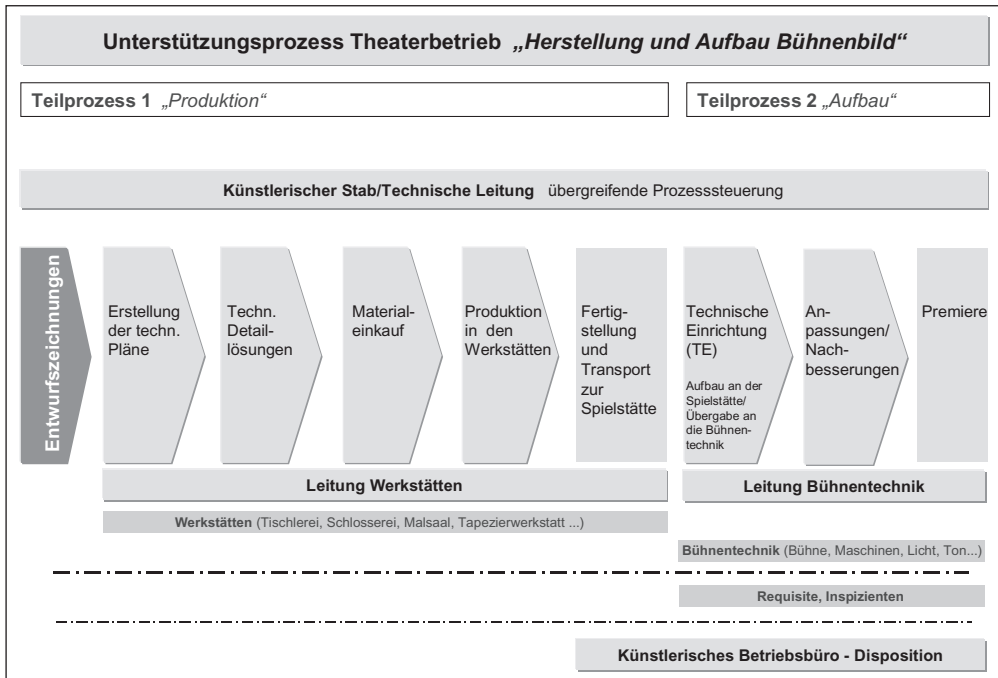 Unterstützungsprozess Theaterbetrieb „Herstellung und Aufbau Bühnenbild“
Teilprozess 1 „Produktion“
Teilprozess 2 „Aufbau“
Künstlerischer Stab/Technische Leitung übergreifende Prozesssteuerung
Entwurfszeichnungen
Erstellung
der techn.
Pläne
Techn.
Detail-
lösungen
Material-
einkauf
Produktion
in den
Werkstätten
Fertig-
stellung
und
Transport
zur
Spielstätte
Technische
Einrichtung
(TE)
Aufbau an der
Spielstätte/
Übergabe an
die Bühnen-
technik
An-
passungen/
Nach-
besserungen
Premiere
Leitung Werkstätten
Leitung Bühnentechnik
Werkstätten (Tischlerei, Schlosserei, Malsaal, Tapezierwerkstatt ...)
Bühnentechnik (Bühne, Maschinen, Licht, Ton...)
Requisite, Inspizienten
Künstlerisches Betriebsbüro - Disposition